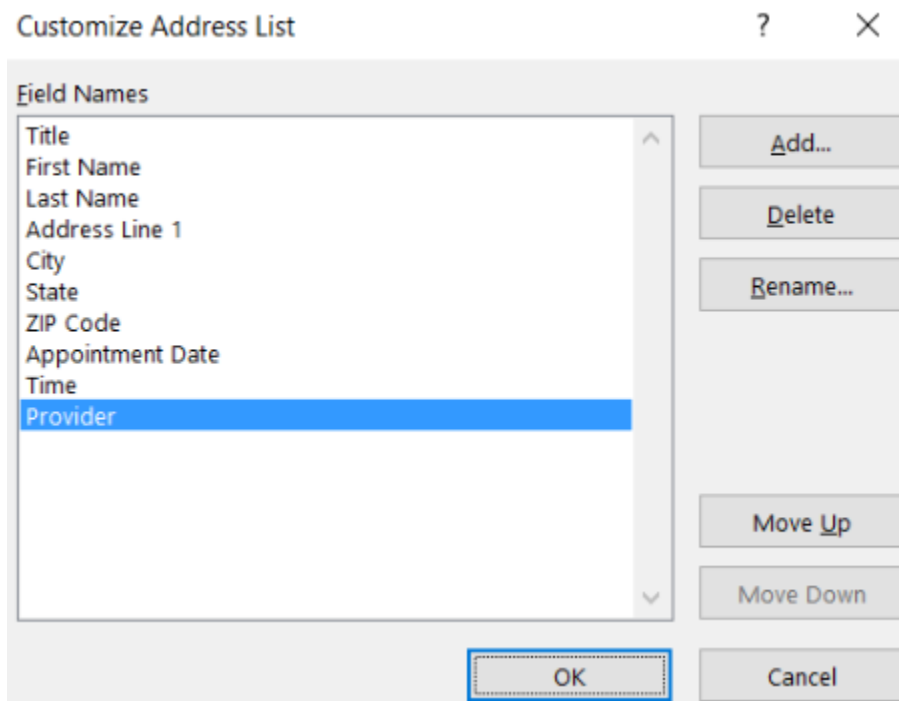 Customize Address List
?
Field Names
Title
First Name
Last Name
Address Line 1
City
State
ZIP Code
Appointment Date
Time
Provider
Add...
Delete
Rename...
Move Up
Move Down
OK
Cancel